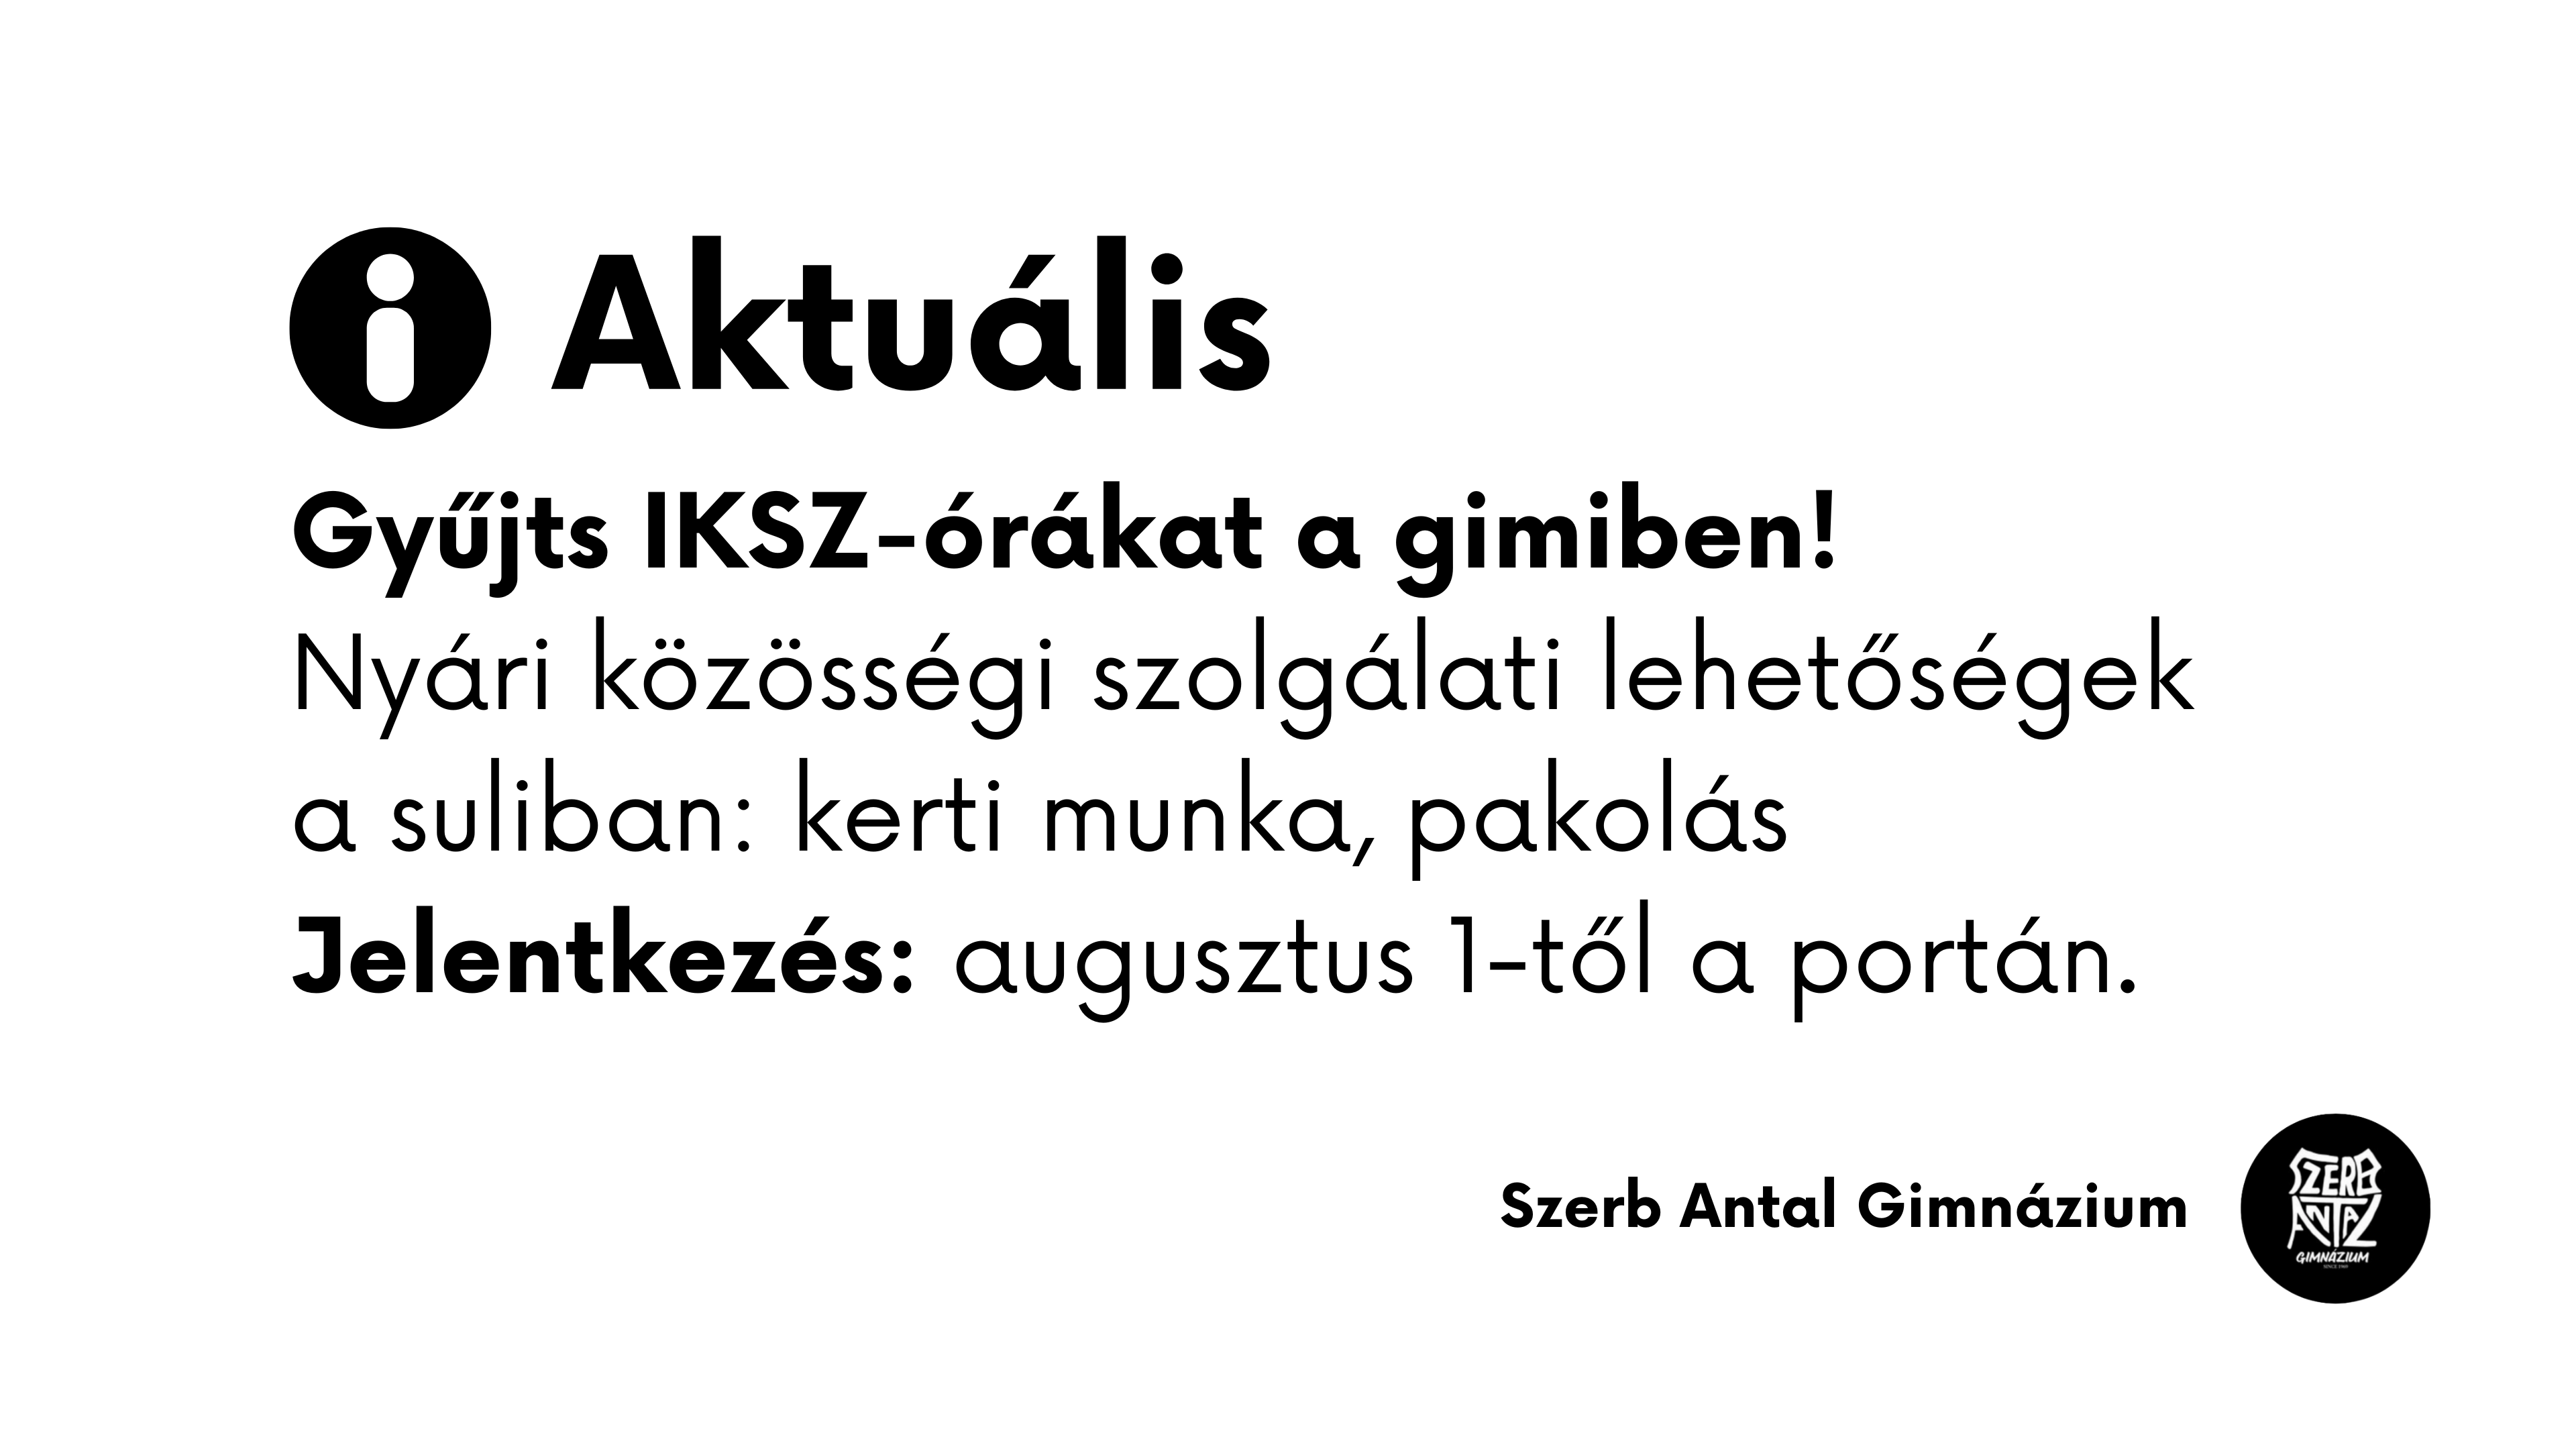 Aktuális
Gyűjts IKSZ-órákat a gimiben!
Nyári közösségi szolgálati lehetőségek
a suliban: kerti munka, pakolás
Jelentkezés: augusztus 1-től a portán.
Szerb Antal Gimnázium
SZERB
ANTAL
GIMNÁZIUM